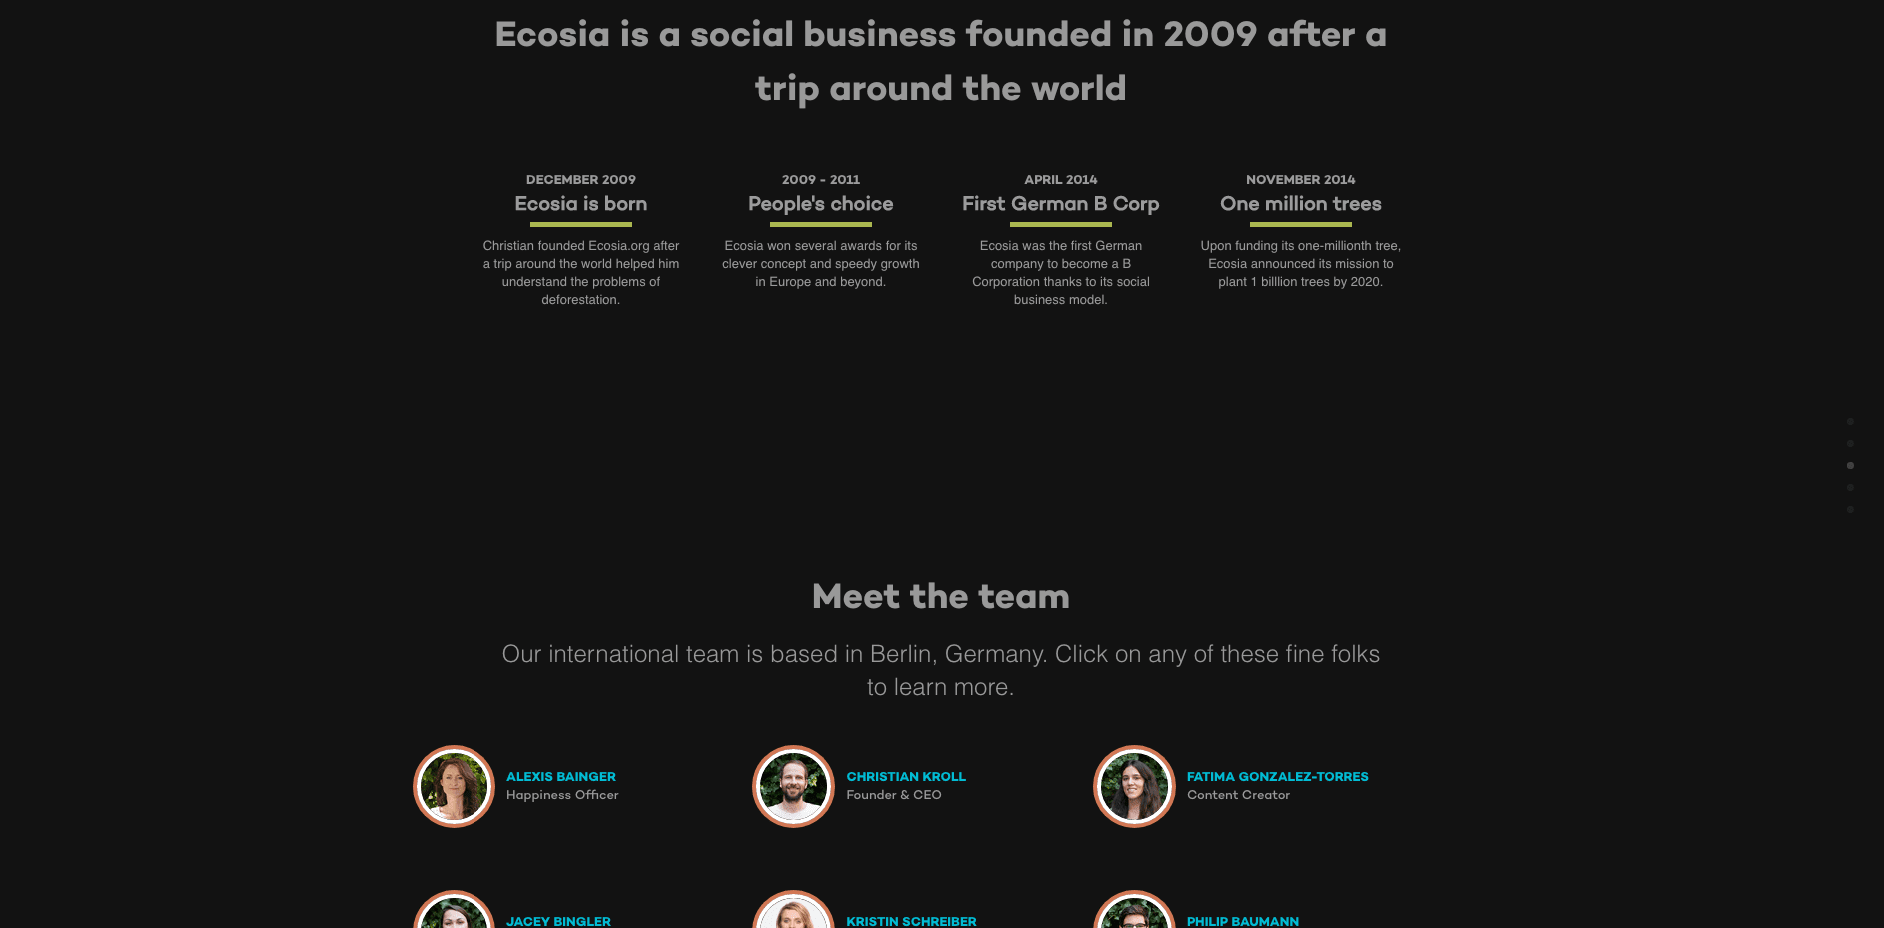 Ecosia is a social business founded in 2009 after a
trip around the world
DECEMBER 2009
Ecosia is born
Christian founded Ecosia.org after
a trip around the world helped him
understand the problems of
deforestation.
2009 - 2011
People's choice
Ecosia won several awards for its
clever concept and speedy growth
in Europe and beyond.
APRIL 2014
First German B Corp
Ecosia was the first German
company to become a B
Corporation thanks to its social
business model.
NOVEMBER 2014
One million trees
Upon funding its one-millionth tree,
Ecosia announced its mission to
plant 1 billlion trees by 2020.
Meet the team
Our international team is based in Berlin, Germany. Click on any of these fine folks
to learn more.
ALEXIS BAINGER
Happiness Officer
CHRISTIAN KROLL
Founder & CEO
FATIMA GONZALEZ-TORRES
Content Creator
JACEY BINGLER
KRISTIN SCHREIBER
PHILIP BAUMANN